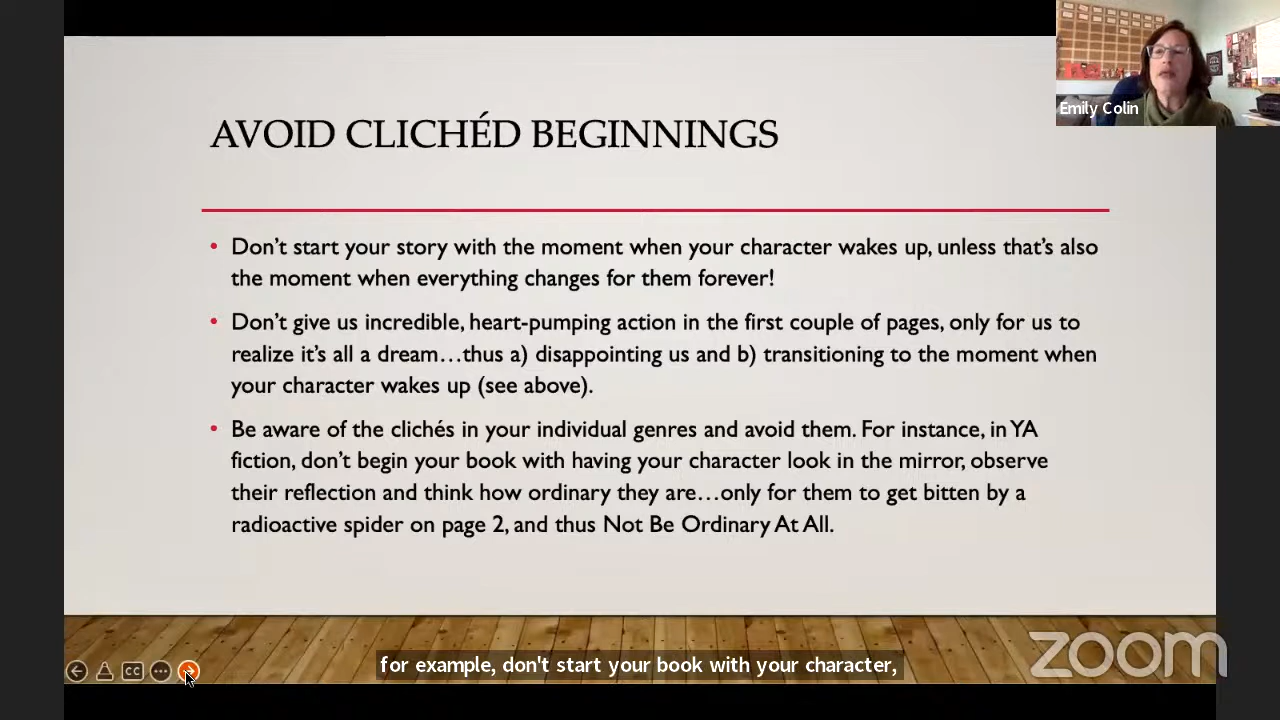 Emily Colin
AVOID CLICHÉD BEGINNINGS
• Don't start your story with the moment when your character wakes up, unless that's also
the moment when everything changes for them forever!
• Don't give us incredible, heart-pumping action in the first couple of pages, only for us to
realize it's all a dream…thus a) disappointing us and b) transitioning to the moment when
your character wakes up (see above).
• Be aware of the clichés in your individual genres and avoid them. For instance, in YA
fiction, don't begin your book with having your character look in the mirror, observe
their reflection and think how ordinary they are…only for them to get bitten by a
radioactive spider on page 2, and thus Not Be Ordinary At All.
CC
for example, don't start your book with your character,
zoom